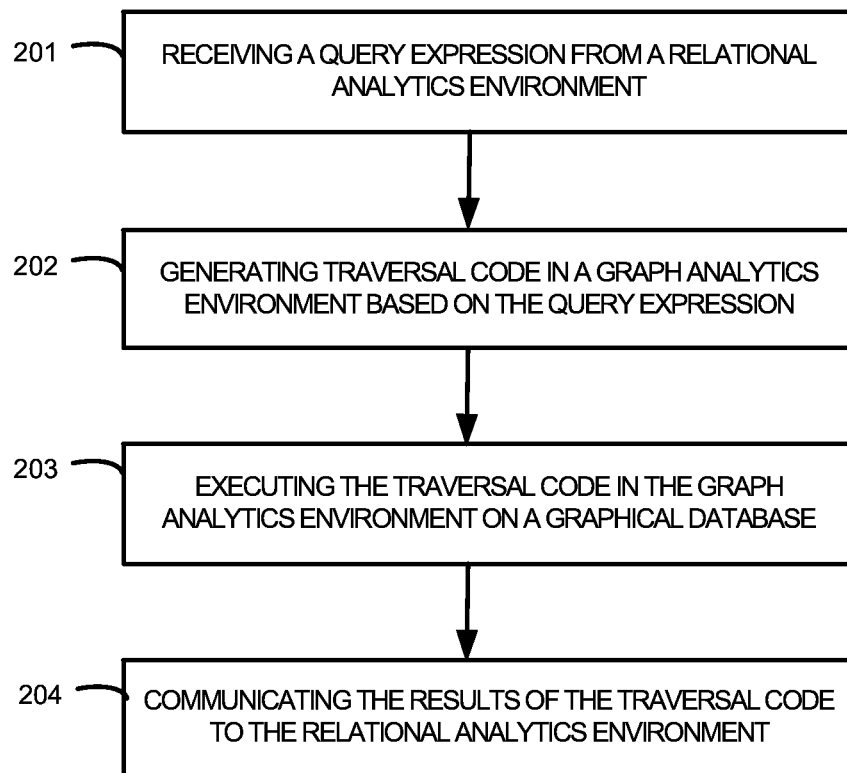 201
RECEIVING A QUERY EXPRESSION FROM A RELATIONAL
ANALYTICS ENVIRONMENT
202
GENERATING TRAVERSAL CODE IN A GRAPH ANALYTICS
ENVIRONMENT BASED ON THE QUERY EXPRESSION
203
EXECUTING THE TRAVERSAL CODE IN THE GRAPH
ANALYTICS ENVIRONMENT ON A GRAPHICAL DATABASE
204
COMMUNICATING THE RESULTS OF THE TRAVERSAL CODE
TO THE RELATIONAL ANALYTICS ENVIRONMENT